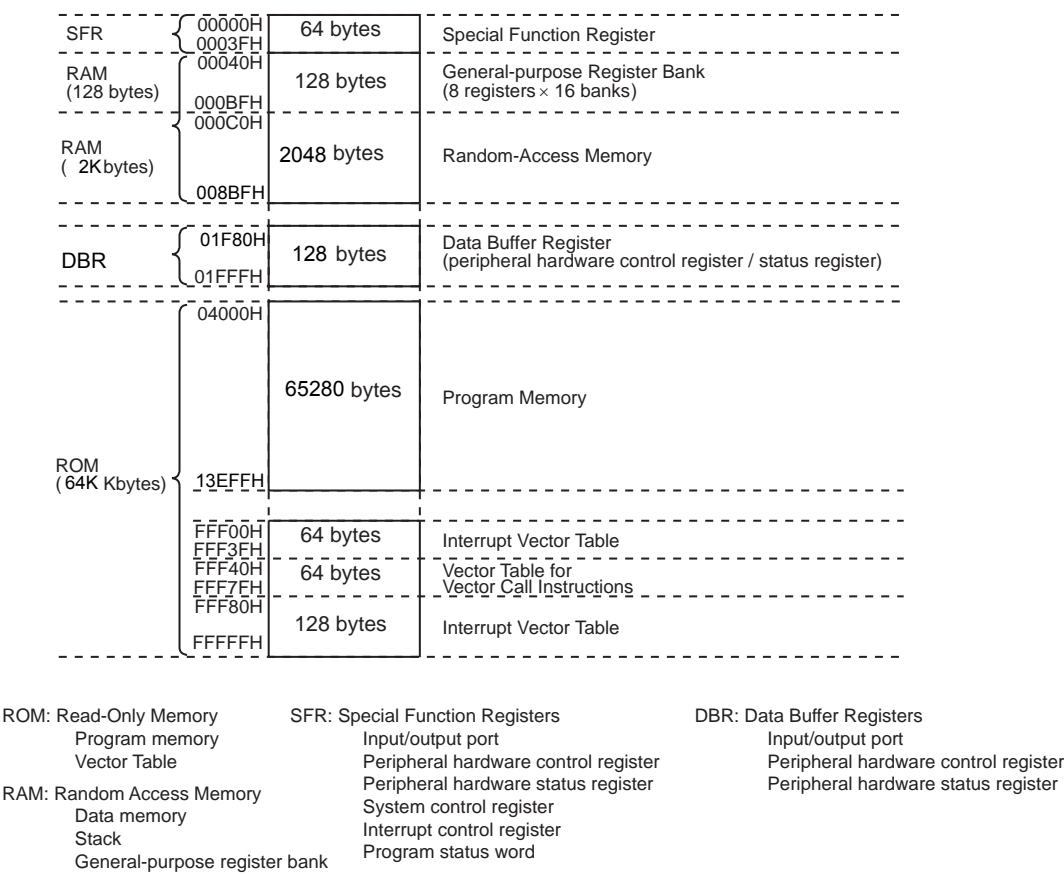 SFR 00000H 64 bytes Special Function Register
0003FH
RAM 00040H 128 bytes General-purpose Register Bank
(128 bytes) 000BFH (8 registers × 16 banks)
000C0H
RAM 2048 bytes Random-Access Memory
( 2Kbytes)
008BFH
01F80H Data Buffer Register
DBR 128 bytes (peripheral hardware control register / status register)
01FFFH
04000H
65280 bytes Program Memory
ROM
( 64K Kbytes) 13EFFH
FFF00H 64 bytes Interrupt Vector Table
FFF3FH
FFF40H 64 bytes Vector Table for
FFF7FH Vector Call Instructions
FFF80H
128 bytes Interrupt Vector Table
FFFFFH
ROM: Read-Only Memory
Program memory
Vector Table
RAM: Random Access Memory
Data memory
Stack
General-purpose register bank
SFR: Special Function Registers
Input/output port
Peripheral hardware control register
Peripheral hardware status register
System control register
Interrupt control register
Program status word
DBR: Data Buffer Registers
Input/output port
Peripheral hardware control register
Peripheral hardware status register